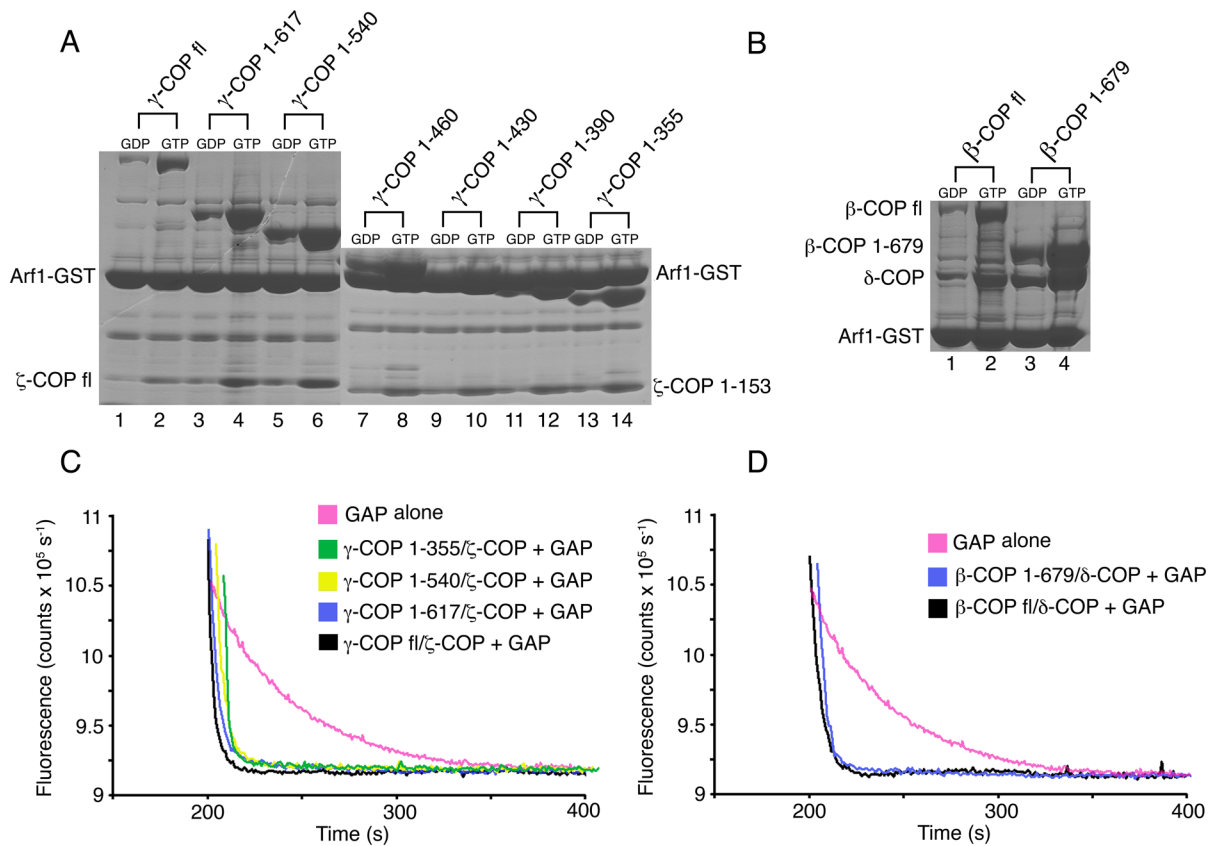 A
γ-COP fl
γ-COP 1-617
γ-COP 1-540
GDP GTP GDP GTP GDP GTP
γ-COP 1-460
γ-COP 1-430
γ-COP 1-390
γ-COP 1-355
GDP GTP GDP GTP GDP GTP GDP GTP
Arf1-GST
Arf1-GST
ζ-COP fl
ζ-COP 1-153
1 2 3 4 5 6 7 8 9 10 11 12 13 14
B
β-COP fl
β-COP 1-679
GDP GTP GDP GTP
β-COP fl
β-COP 1-679
δ-COP
Arf1-GST
1 2 3 4
C
Fluorescence (counts x 10⁵ s⁻¹)
11
10.5
10
9.5
9
200 300 400
Time (s)
GAP alone
γ-COP 1-355/ζ-COP + GAP
γ-COP 1-540/ζ-COP + GAP
γ-COP 1-617/ζ-COP + GAP
γ-COP fl/ζ-COP + GAP
D
Fluorescence (counts x 10⁵ s⁻¹)
11
10.5
10
9.5
9
200 300 400
Time (s)
GAP alone
β-COP 1-679/δ-COP + GAP
β-COP fl/δ-COP + GAP